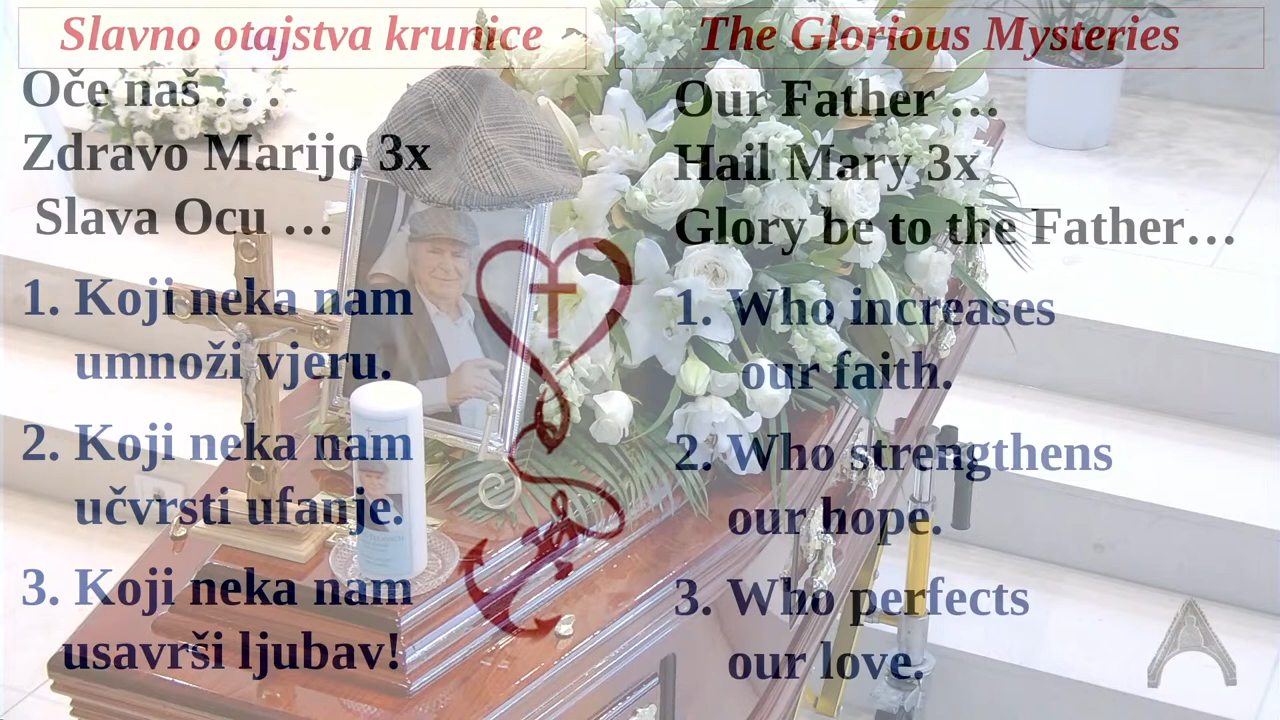 Slavno otajstva krunice
Oče naš . . .
Zdravo Marijo 3x
Slava Ocu …
1. Koji neka nam
umnoži vjeru.
2. Koji neka nam
učvrsti ufanje.
3. Koji neka nam
usavrši ljubav!
The Glorious Mysteries
Our Father …
Hail Mary 3x
Glory be to the Father…
1. Who increases
our faith.
2. Who strengthens
our hope.
3. Who perfects
our love.